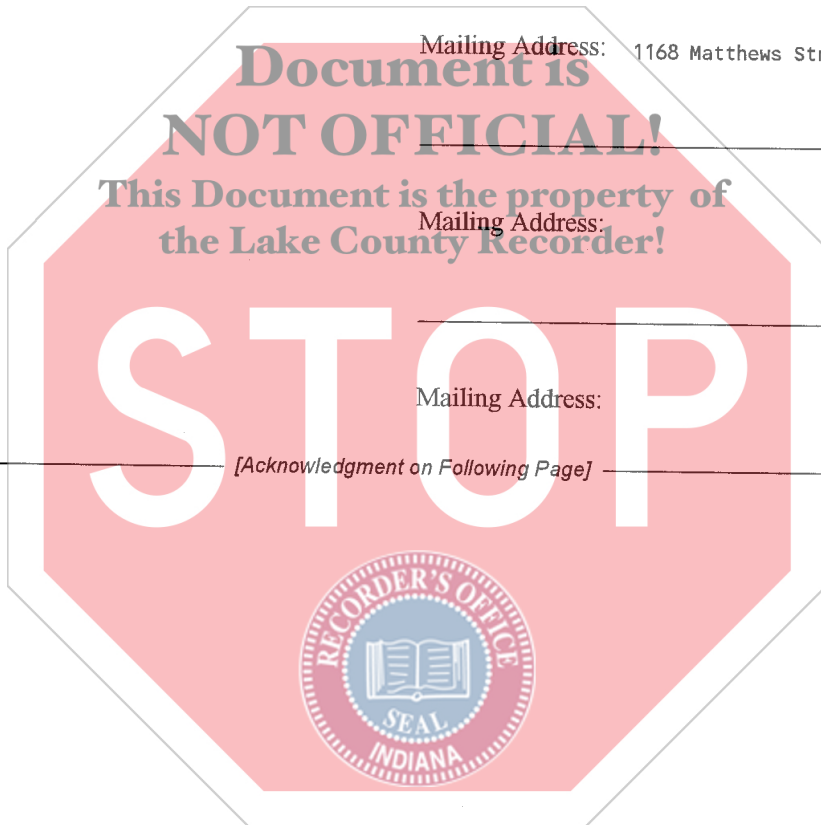 Mailing Address: 1168 Matthews
Document is
NOT OFFICIAL!
This Document is the property of
Mailing Address:
the Lake County Recorder!
STOP
Mailing Address:
[Acknowledgment on Following Page]
RECORDER'S OFFICE
SEAL
INDIANA